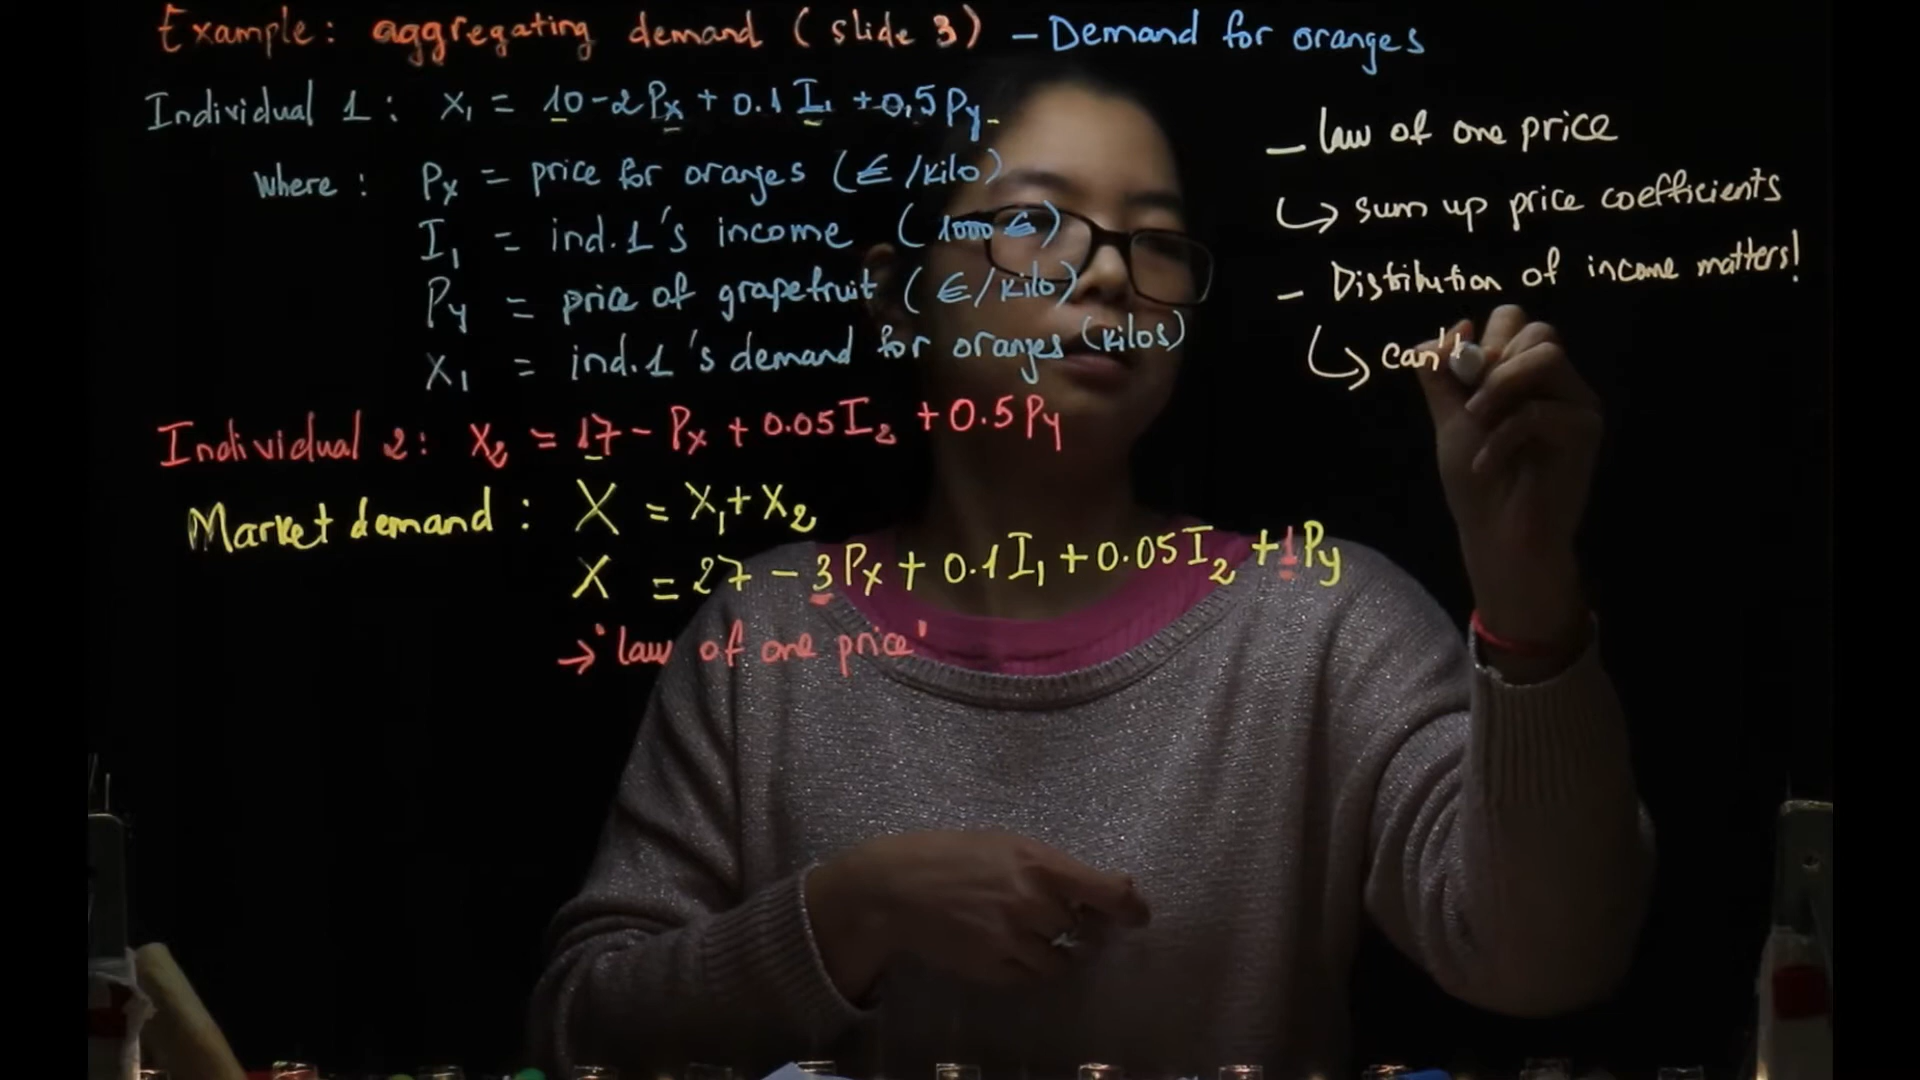 Example: aggregating demand (slide 3) – Demand for oranges
Individual 1: X₁ = 10 - 2Px + 0.1 I₁ + 0,5 Py
where: Px = price for oranges (€/kilo)
I₁ = ind.1's income (1000 €)
Py = price of grapefruit (€/kilo)
X₁ = ind.1's demand for oranges (kilos)
Individual 2: X₂ = 17 - Px + 0.05 I₂ + 0.5 Py
Market demand: X = X₁ + X₂
X = 27 - 3Px + 0.1 I₁ + 0.05 I₂ + 1Py
→ 'law of one price'
– law of one price
↳ sum up price coefficients
– Distribution of income matters!
↳ can't